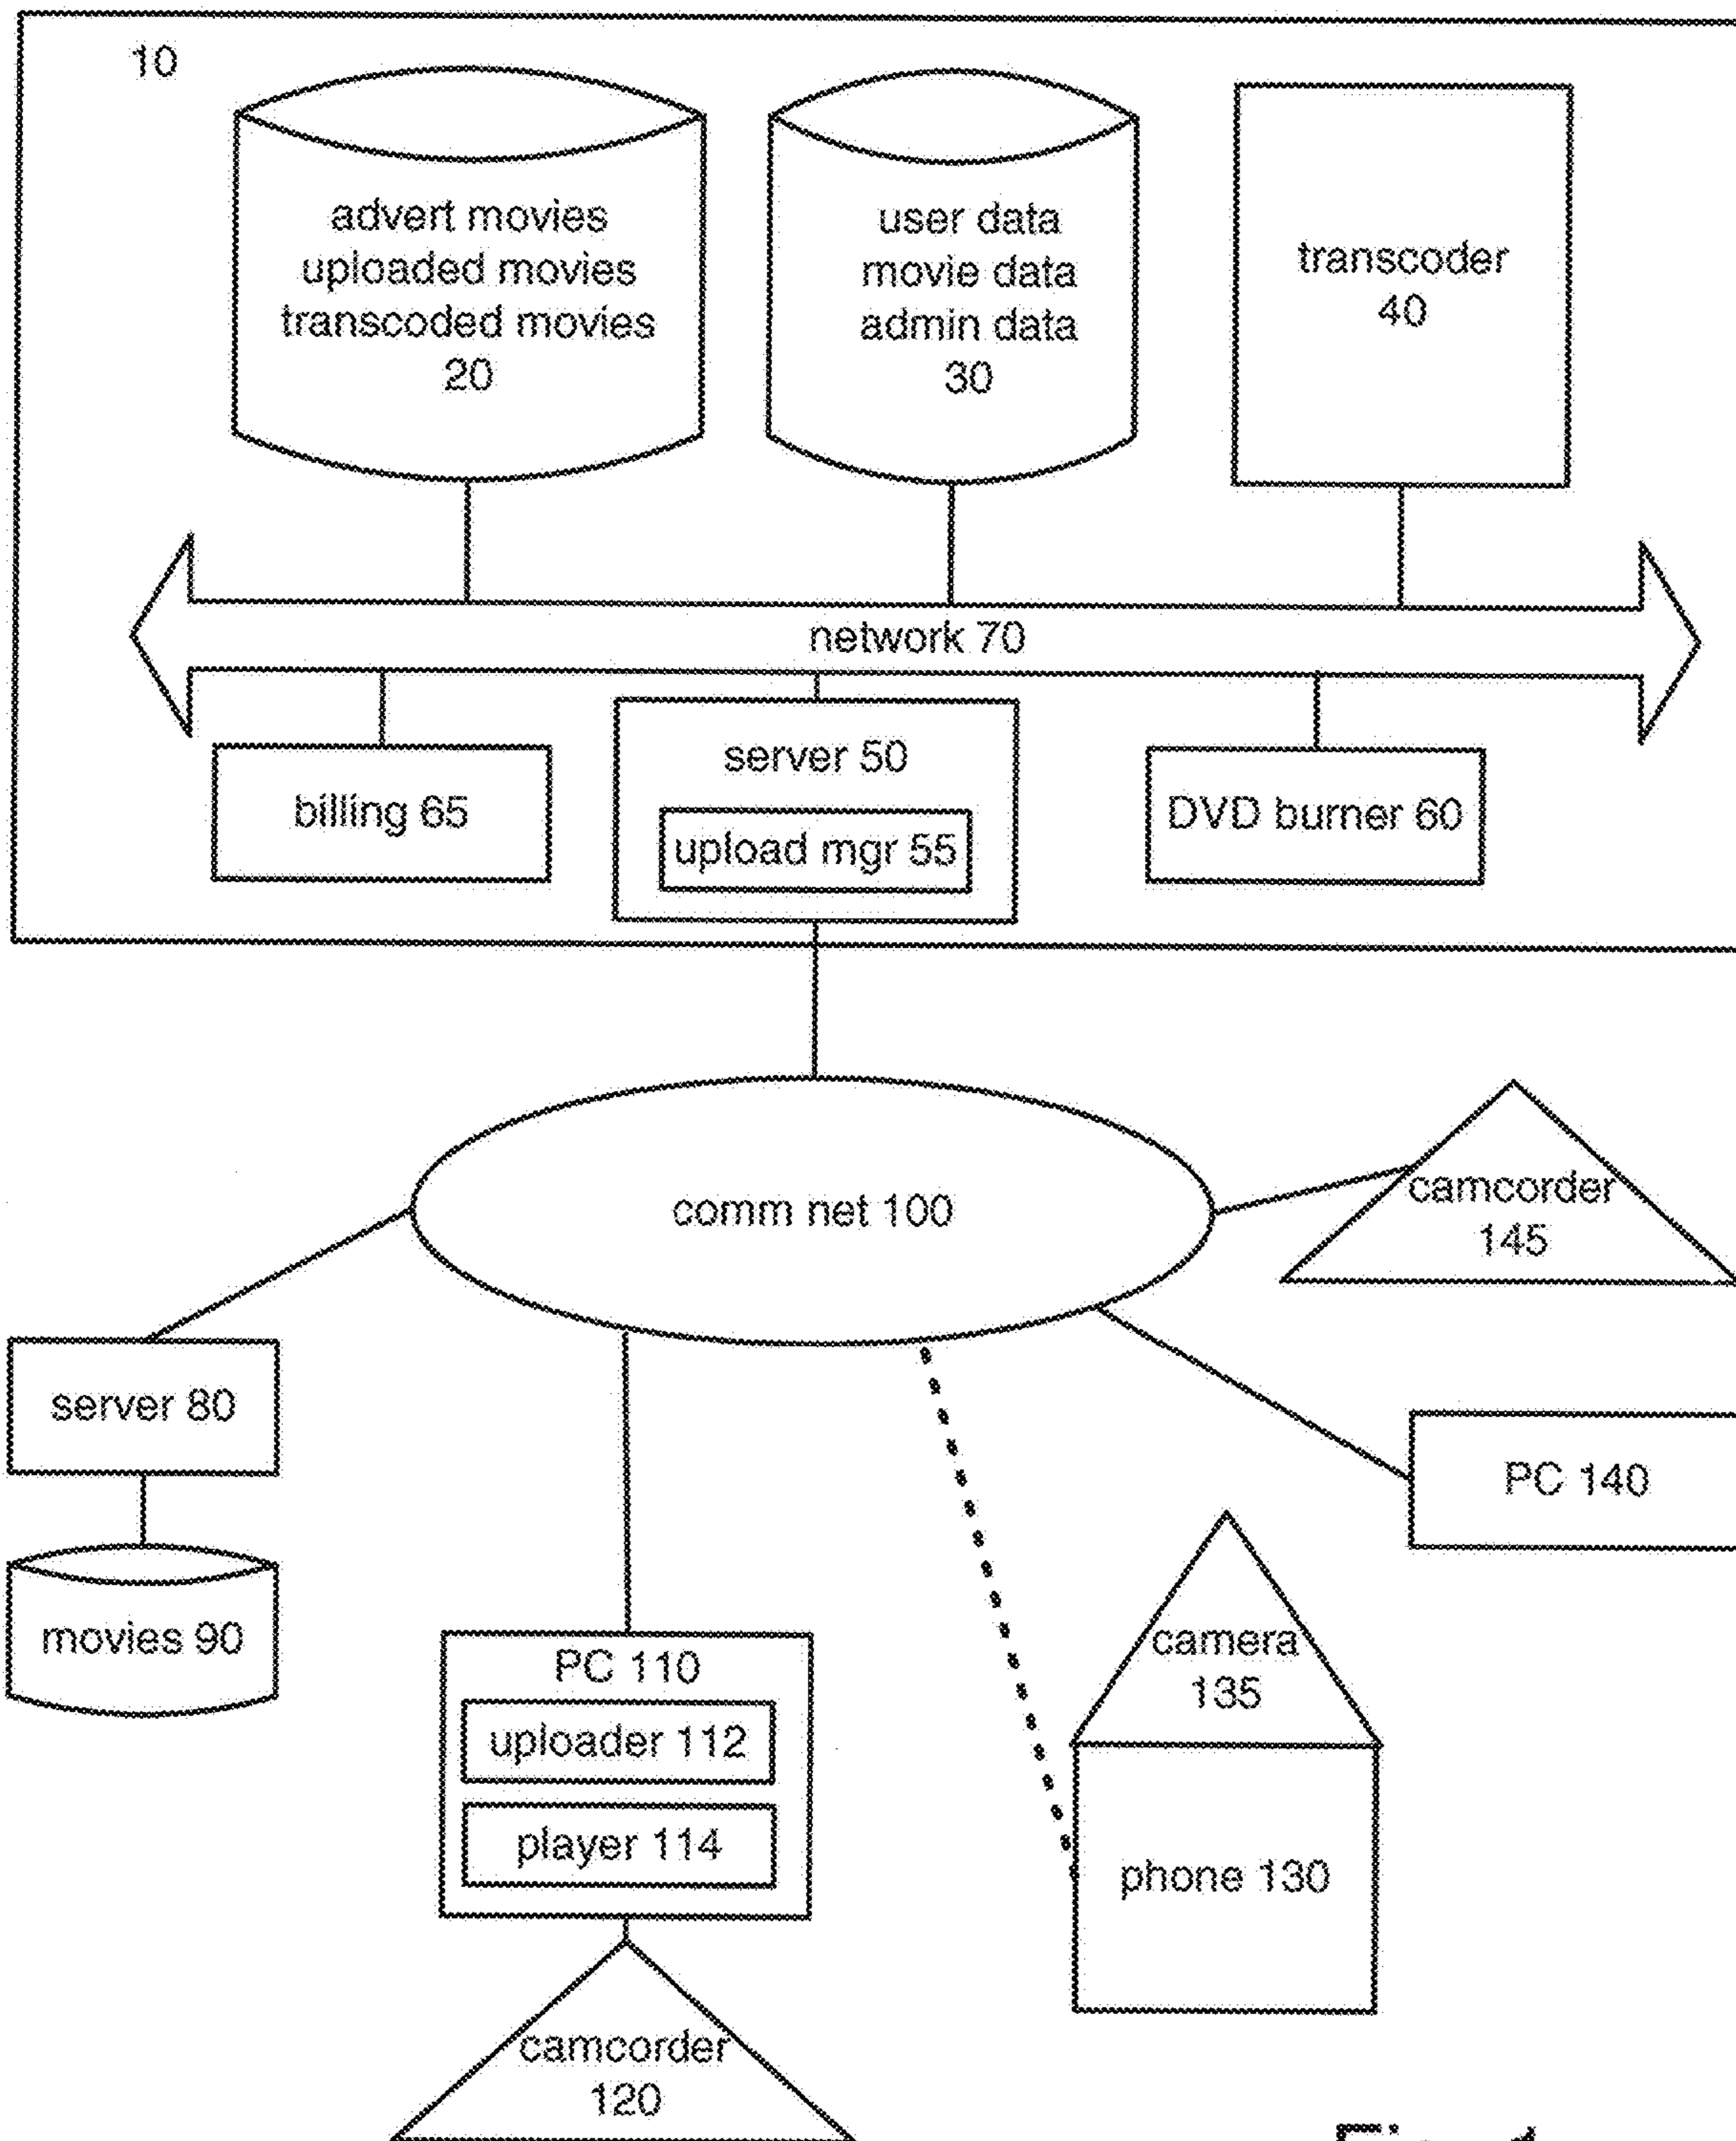 10
advert movies
uploaded movies
transcoded movies
20
user data
movie data
admin data
30
transcoder
40
network 70
billing 65
server 50
upload mgr 55
DVD burner 60
comm net 100
camcorder
145
server 80
PC 140
movies 90
camera
135
PC 110
uploader 112
player 114
phone 130
camcorder
120